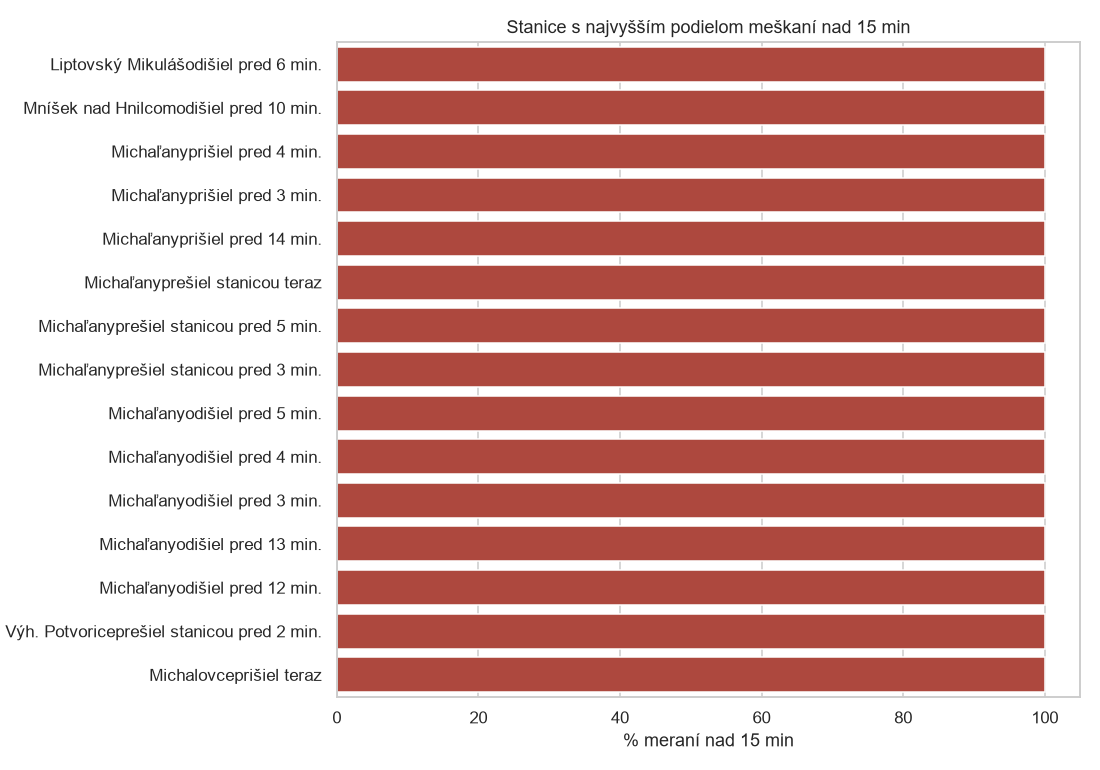 Stanice s najvyšším podielom meškaní nad 15 min
Liptovský Mikulášodišiel pred 6 min.
Mníšek nad Hnilcomodišiel pred 10 min.
Michaľanyprišiel pred 4 min.
Michaľanyprišiel pred 3 min.
Michaľanyprišiel pred 14 min.
Michaľanyprešiel stanicou teraz
Michaľanyprešiel stanicou pred 5 min.
Michaľanyprešiel stanicou pred 3 min.
Michaľanyodišiel pred 5 min.
Michaľanyodišiel pred 4 min.
Michaľanyodišiel pred 3 min.
Michaľanyodišiel pred 13 min.
Michaľanyodišiel pred 12 min.
Výh. Potvoriceprešiel stanicou pred 2 min.
Michalovceprišiel teraz
0 20 40 60 80 100
% meraní nad 15 min